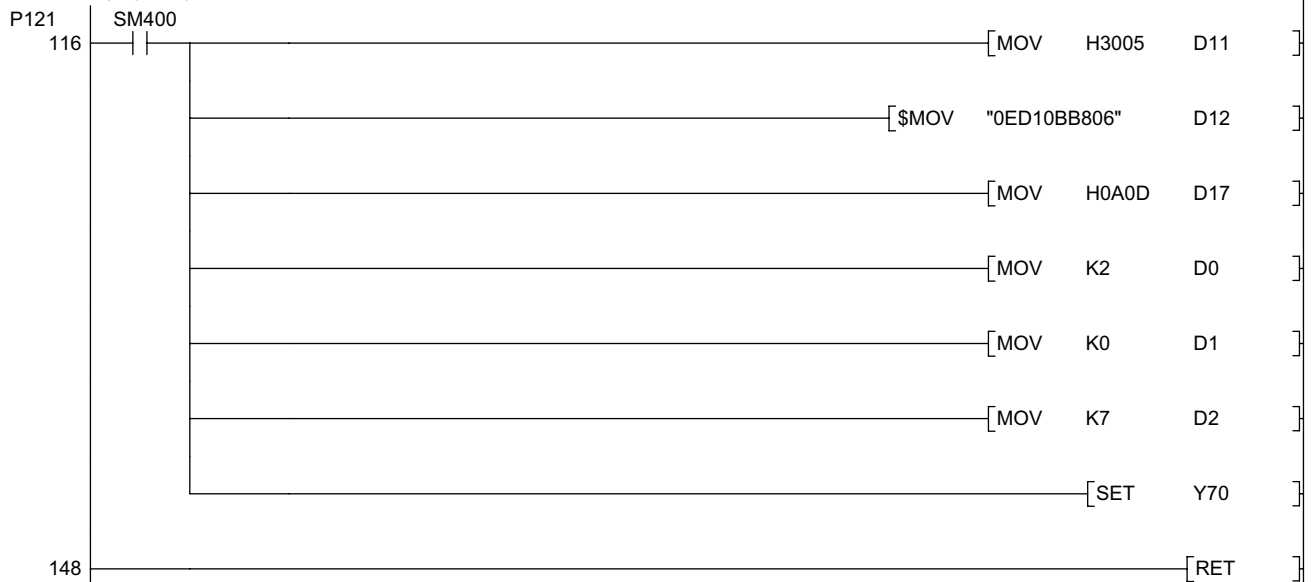 P121 SM400
116 MOV H3005 D11
$MOV "0ED10BB806" D12
MOV H0A0D D17
MOV K2 D0
MOV K0 D1
MOV K7 D2
SET Y70
148 RET